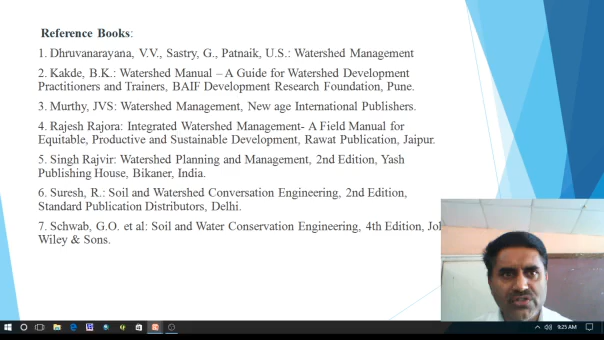 Reference Books:
1. Dhruvanarayana, V.V., Sastry, G., Patnaik, U.S.: Watershed Management
2. Kakde, B.K.: Watershed Manual – A Guide for Watershed Development
Practitioners and Trainers, BAIF Development Research Foundation, Pune.
3. Murthy, JVS: Watershed Management, New age International Publishers.
4. Rajesh Rajora: Integrated Watershed Management- A Field Manual for
Equitable, Productive and Sustainable Development, Rawat Publication, Jaipur.
5. Singh Rajvir: Watershed Planning and Management, 2nd Edition, Yash
Publishing House, Bikaner, India.
6. Suresh, R.: Soil and Watershed Conversation Engineering, 2nd Edition,
Standard Publication Distributors, Delhi.
7. Schwab, G.O. et al: Soil and Water Conservation Engineering, 4th Edition,
Wiley & Sons.
9:25 AM